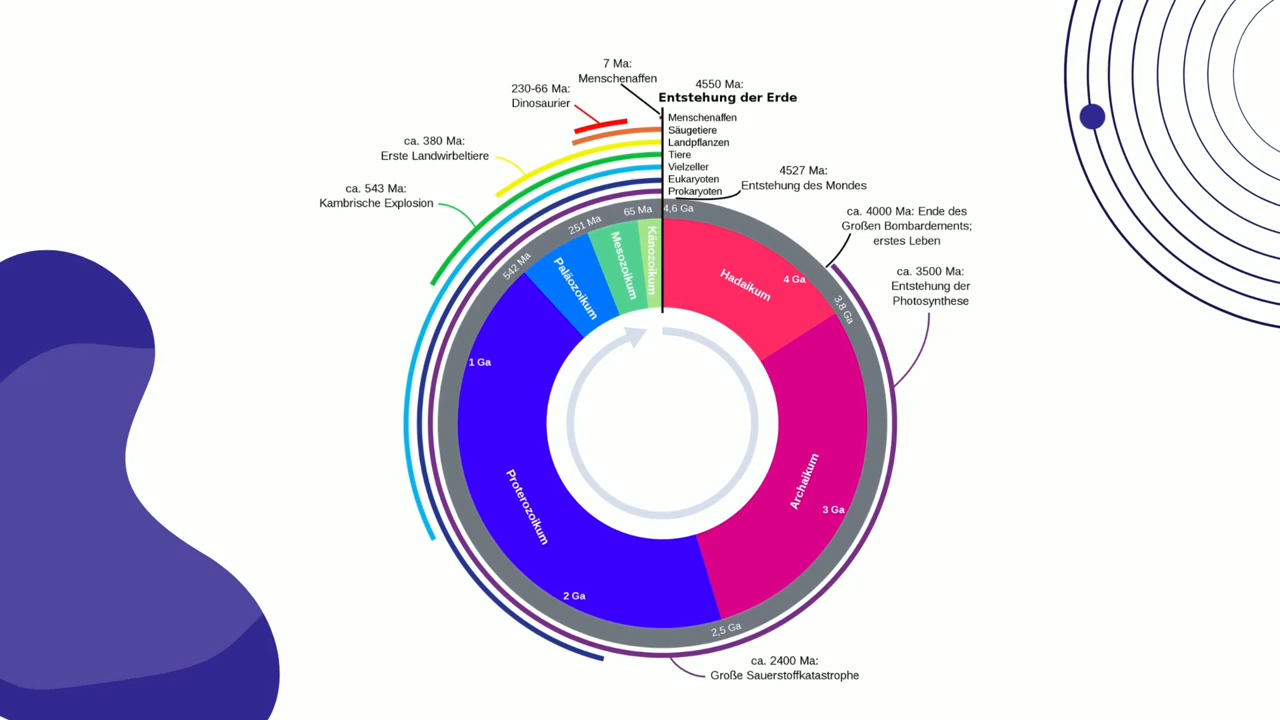 7 Ma:
Menschenaffen
230-66 Ma:
Dinosaurier
4550 Ma:
Entstehung der Erde
Menschenaffen
Säugetiere
Landpflanzen
Tiere
Vielzeller
Eukaryoten
Prokaryoten
ca. 380 Ma:
Erste Landwirbeltiere
ca. 543 Ma:
Kambrische Explosion
4527 Ma:
Entstehung des Mondes
ca. 4000 Ma: Ende des
Großen Bombardements;
erstes Leben
ca. 3500 Ma:
Entstehung der
Photosynthese
4,6 Ga
65 Ma
251 Ma
542 Ma
Känozoikum
Mesozoikum
Paläozoikum
Hadaikum
4 Ga
3,8 Ga
1 Ga
Archaikum
3 Ga
Proterozoikum
2 Ga
2,5 Ga
ca. 2400 Ma:
Große Sauerstoffkatastrophe